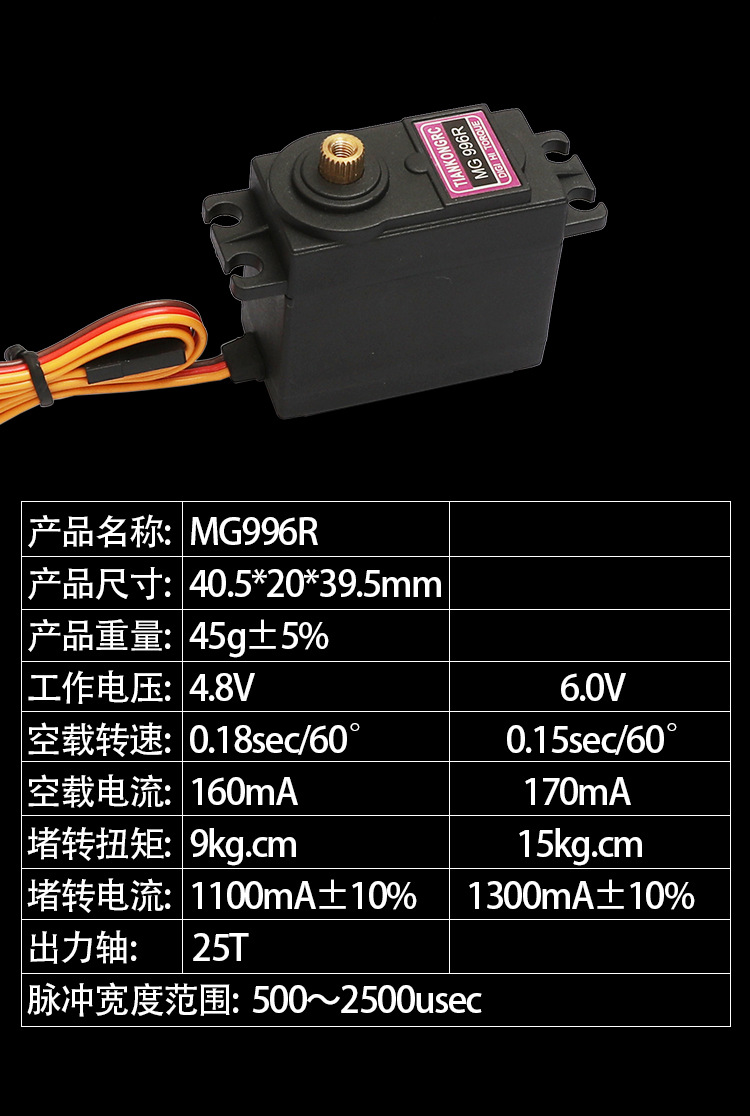 TIANKONGRC
MG 996R
DIGI HI TORQUE
产品名称: MG996R
产品尺寸: 40.5*20*39.5mm
产品重量: 45g±5%
工作电压: 4.8V 6.0V
空载转速: 0.18sec/60° 0.15sec/60°
空载电流: 160mA 170mA
堵转扭矩: 9kg.cm 15kg.cm
堵转电流: 1100mA±10% 1300mA±10%
出力轴: 25T
脉冲宽度范围: 500～2500usec